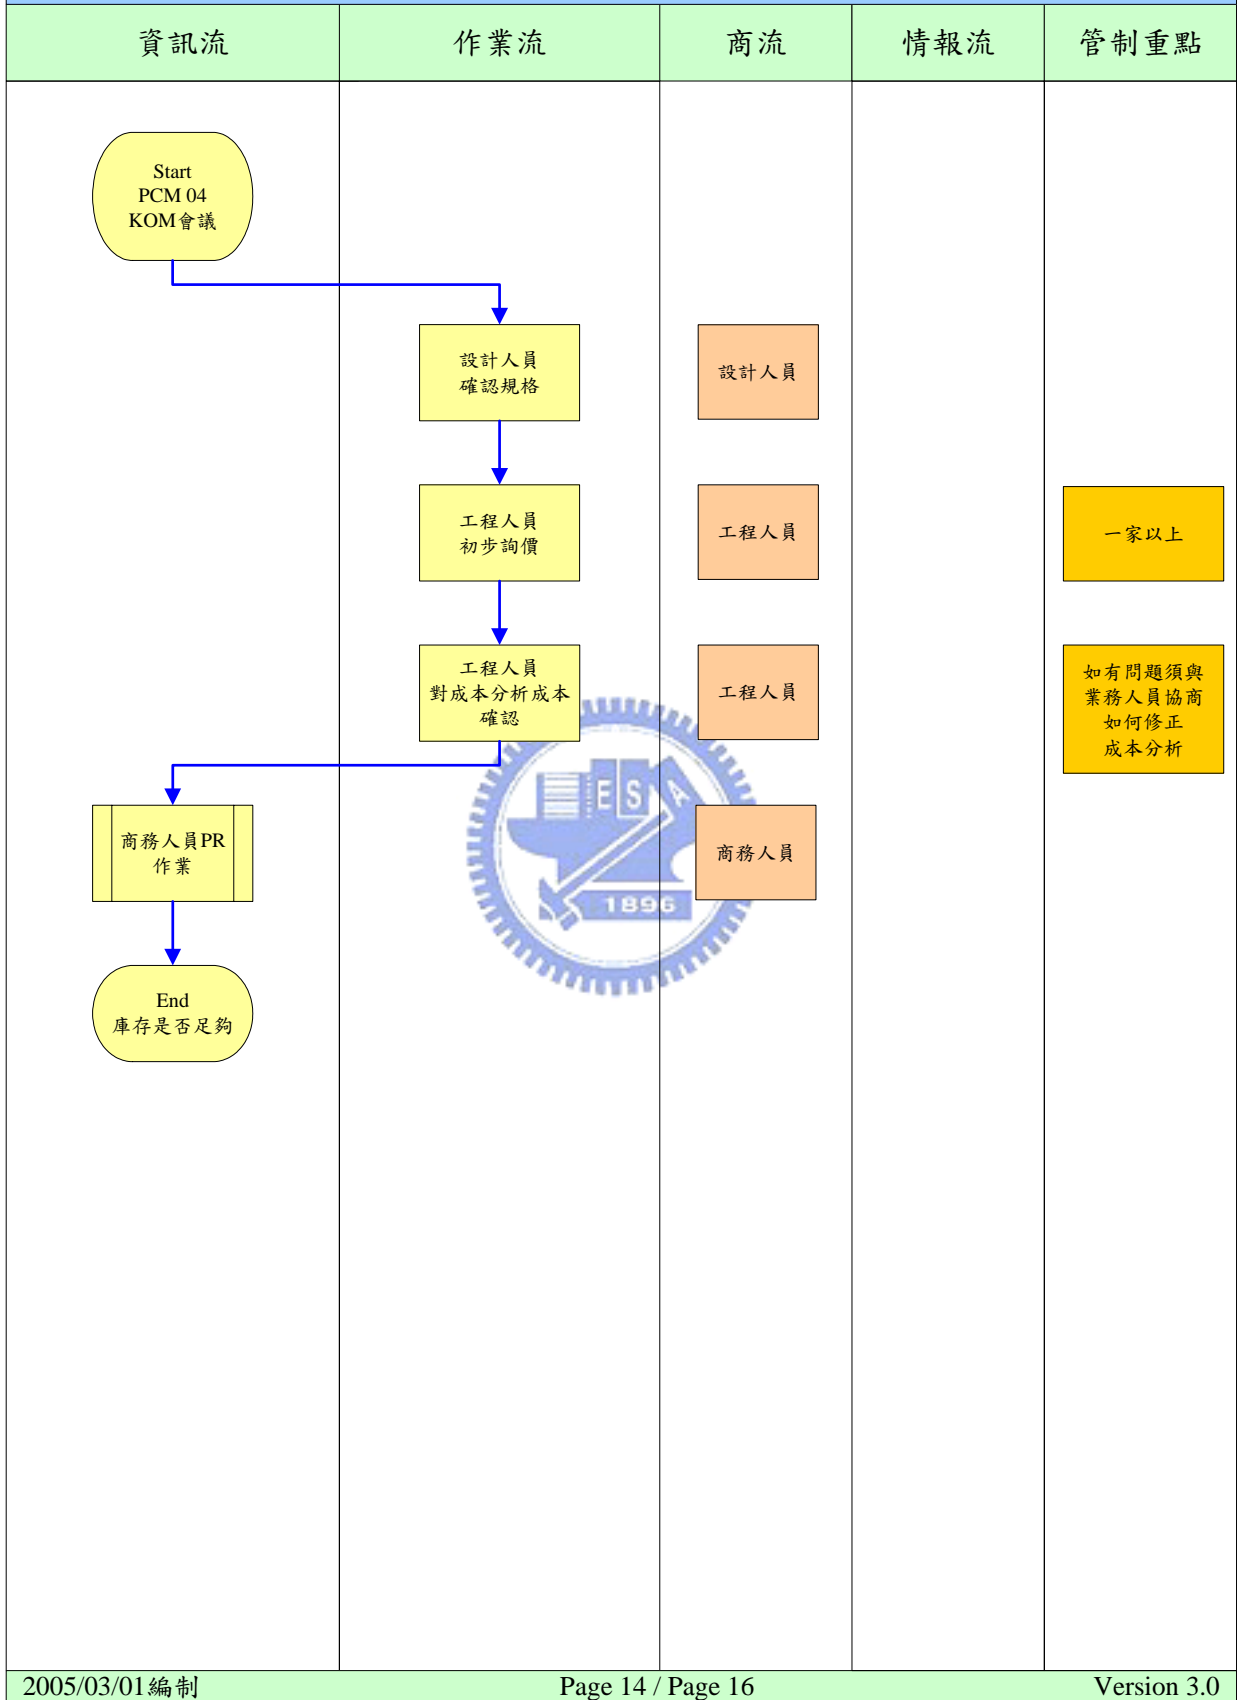 資訊流
作業流
商流
情報流
管制重點
Start
PCM 04
KOM會議
設計人員
確認規格
設計人員
工程人員
初步詢價
工程人員
一家以上
工程人員
對成本分析成本
確認
工程人員
如有問題須與
業務人員協商
如何修正
成本分析
ESA
商務人員PR
作業
商務人員
1896
End
庫存是否足夠
2005/03/01編制
Page 14 / Page 16
Version 3.0